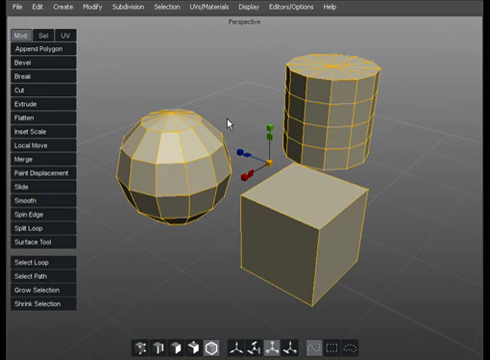 File Edit Create Modify Subdivision Selection UVs/Materials Display Editors/Options Help
Perspective
Mod Sel UV
Append Polygon
Bevel
Break
Cut
Extrude
Flatten
Inset Scale
Local Move
Merge
Paint Displacement
Slide
Smooth
Spin Edge
Split Loop
Surface Tool
Select Loop
Select Path
Grow Selection
Shrink Selection